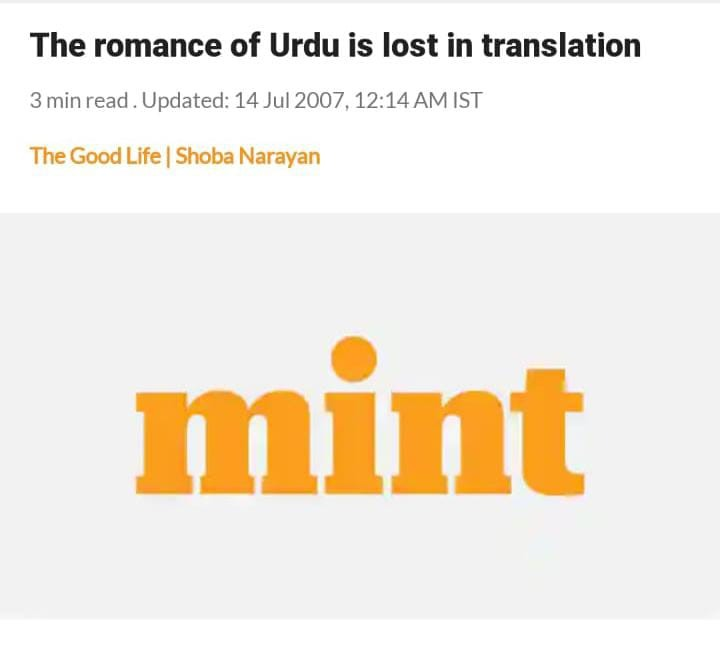 The romance of Urdu is lost in translation
3 min read . Updated: 14 Jul 2007, 12:14 AM IST
The Good Life | Shoba Narayan
mint